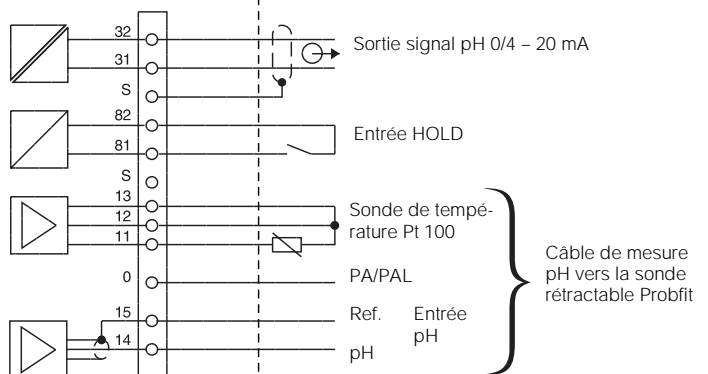 32
Sortie signal pH 0/4 – 20 mA
31
S
82
Entrée HOLD
81
S
13
Sonde de tempé-
rature Pt 100
12
11
Câble de mesure
pH vers la sonde
rétractable Probfit
0
PA/PAL
15
Ref. Entrée
pH
14
pH